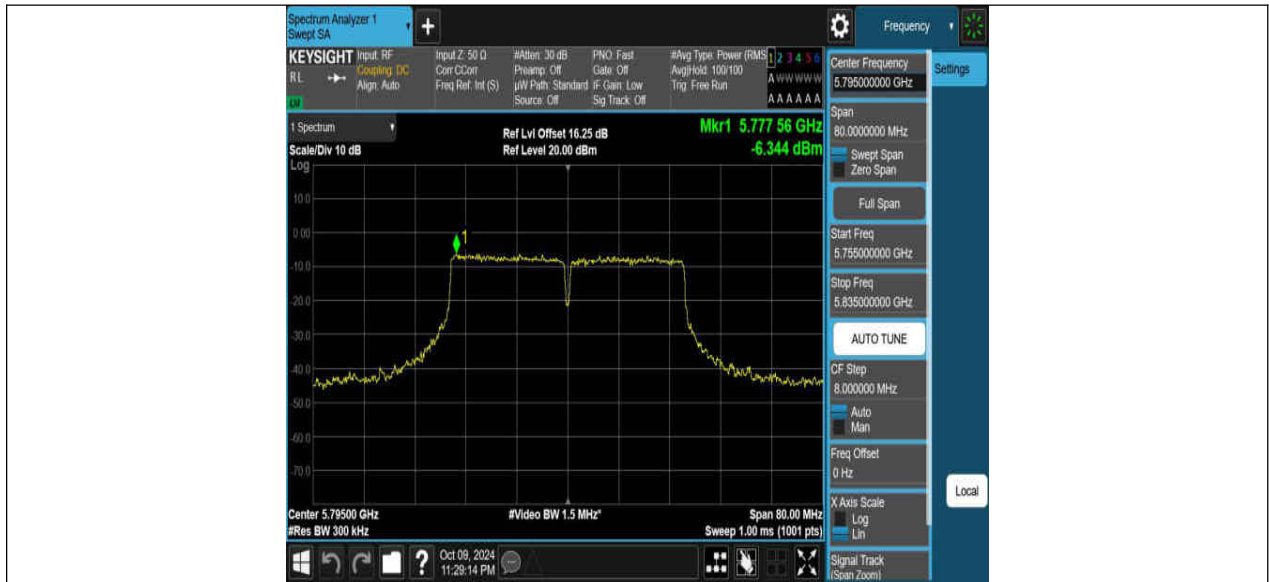 Spectrum Analyzer 1
Swept SA
+
Frequency
KEYSIGHT
RL
Input: RF
Coupling: DC
Align: Auto
Input Z: 50 Ω
Corr CCorr
Freq Ref: Int (S)
#Atten: 30 dB
Preamp: Off
µW Path: Standard
Source: Off
PNO: Fast
Gate: Off
IF Gain: Low
Sig Track: Off
#Avg Type: Power (RMS
Avg|Hold: 100/100
Trig: Free Run
1 2 3 4 5 6
A W W W W W
A A A A A A
1 Spectrum
Scale/Div 10 dB
Log
Ref Lvl Offset 16.25 dB
Ref Level 20.00 dBm
Mkr1 5.777 56 GHz
-6.344 dBm
10.0
0.00
-10.0
-20.0
-30.0
-40.0
-50.0
-60.0
-70.0
1
Center 5.79500 GHz
#Res BW 300 kHz
#Video BW 1.5 MHz*
Span 80.00 MHz
Sweep 1.00 ms (1001 pts)
Oct 09, 2024
11:29:14 PM
?
Center Frequency
5.795000000 GHz
Settings
Span
80.0000000 MHz
Swept Span
Zero Span
Full Span
Start Freq
5.755000000 GHz
Stop Freq
5.835000000 GHz
AUTO TUNE
CF Step
8.000000 MHz
Auto
Man
Freq Offset
0 Hz
X Axis Scale
Log
Lin
Signal Track
(Span Zoom)
Local